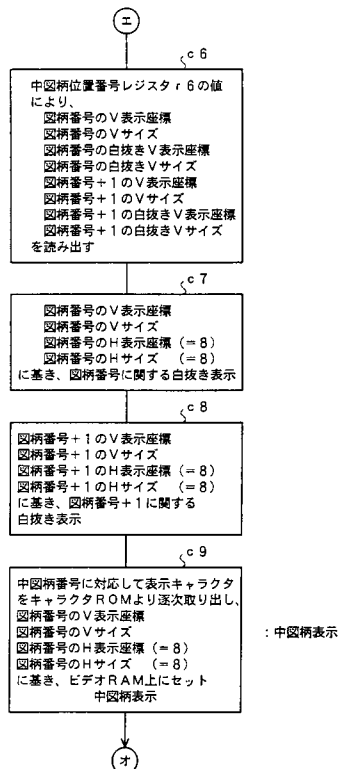 エ
c6
中図柄位置番号レジスタr6の値
により、
図柄番号のV表示座標
図柄番号のVサイズ
図柄番号の白抜きV表示座標
図柄番号の白抜きVサイズ
図柄番号+1のV表示座標
図柄番号+1のVサイズ
図柄番号+1の白抜きV表示座標
図柄番号+1の白抜きVサイズ
を読み出す
c7
図柄番号のV表示座標
図柄番号のVサイズ
図柄番号のH表示座標(=8)
図柄番号のHサイズ (=8)
に基き、図柄番号に関する白抜き表示
c8
図柄番号+1のV表示座標
図柄番号+1のVサイズ
図柄番号+1のH表示座標(=8)
図柄番号+1のHサイズ (=8)
に基き、図柄番号+1に関する
白抜き表示
c9
中図柄番号に対応して表示キャラクタ
をキャラクタROMより逐次取り出し、
図柄番号のV表示座標
図柄番号のVサイズ
図柄番号のH表示座標(=8)
図柄番号のHサイズ (=8)
に基き、ビデオRAM上にセット
中図柄表示
:中図柄表示
オ